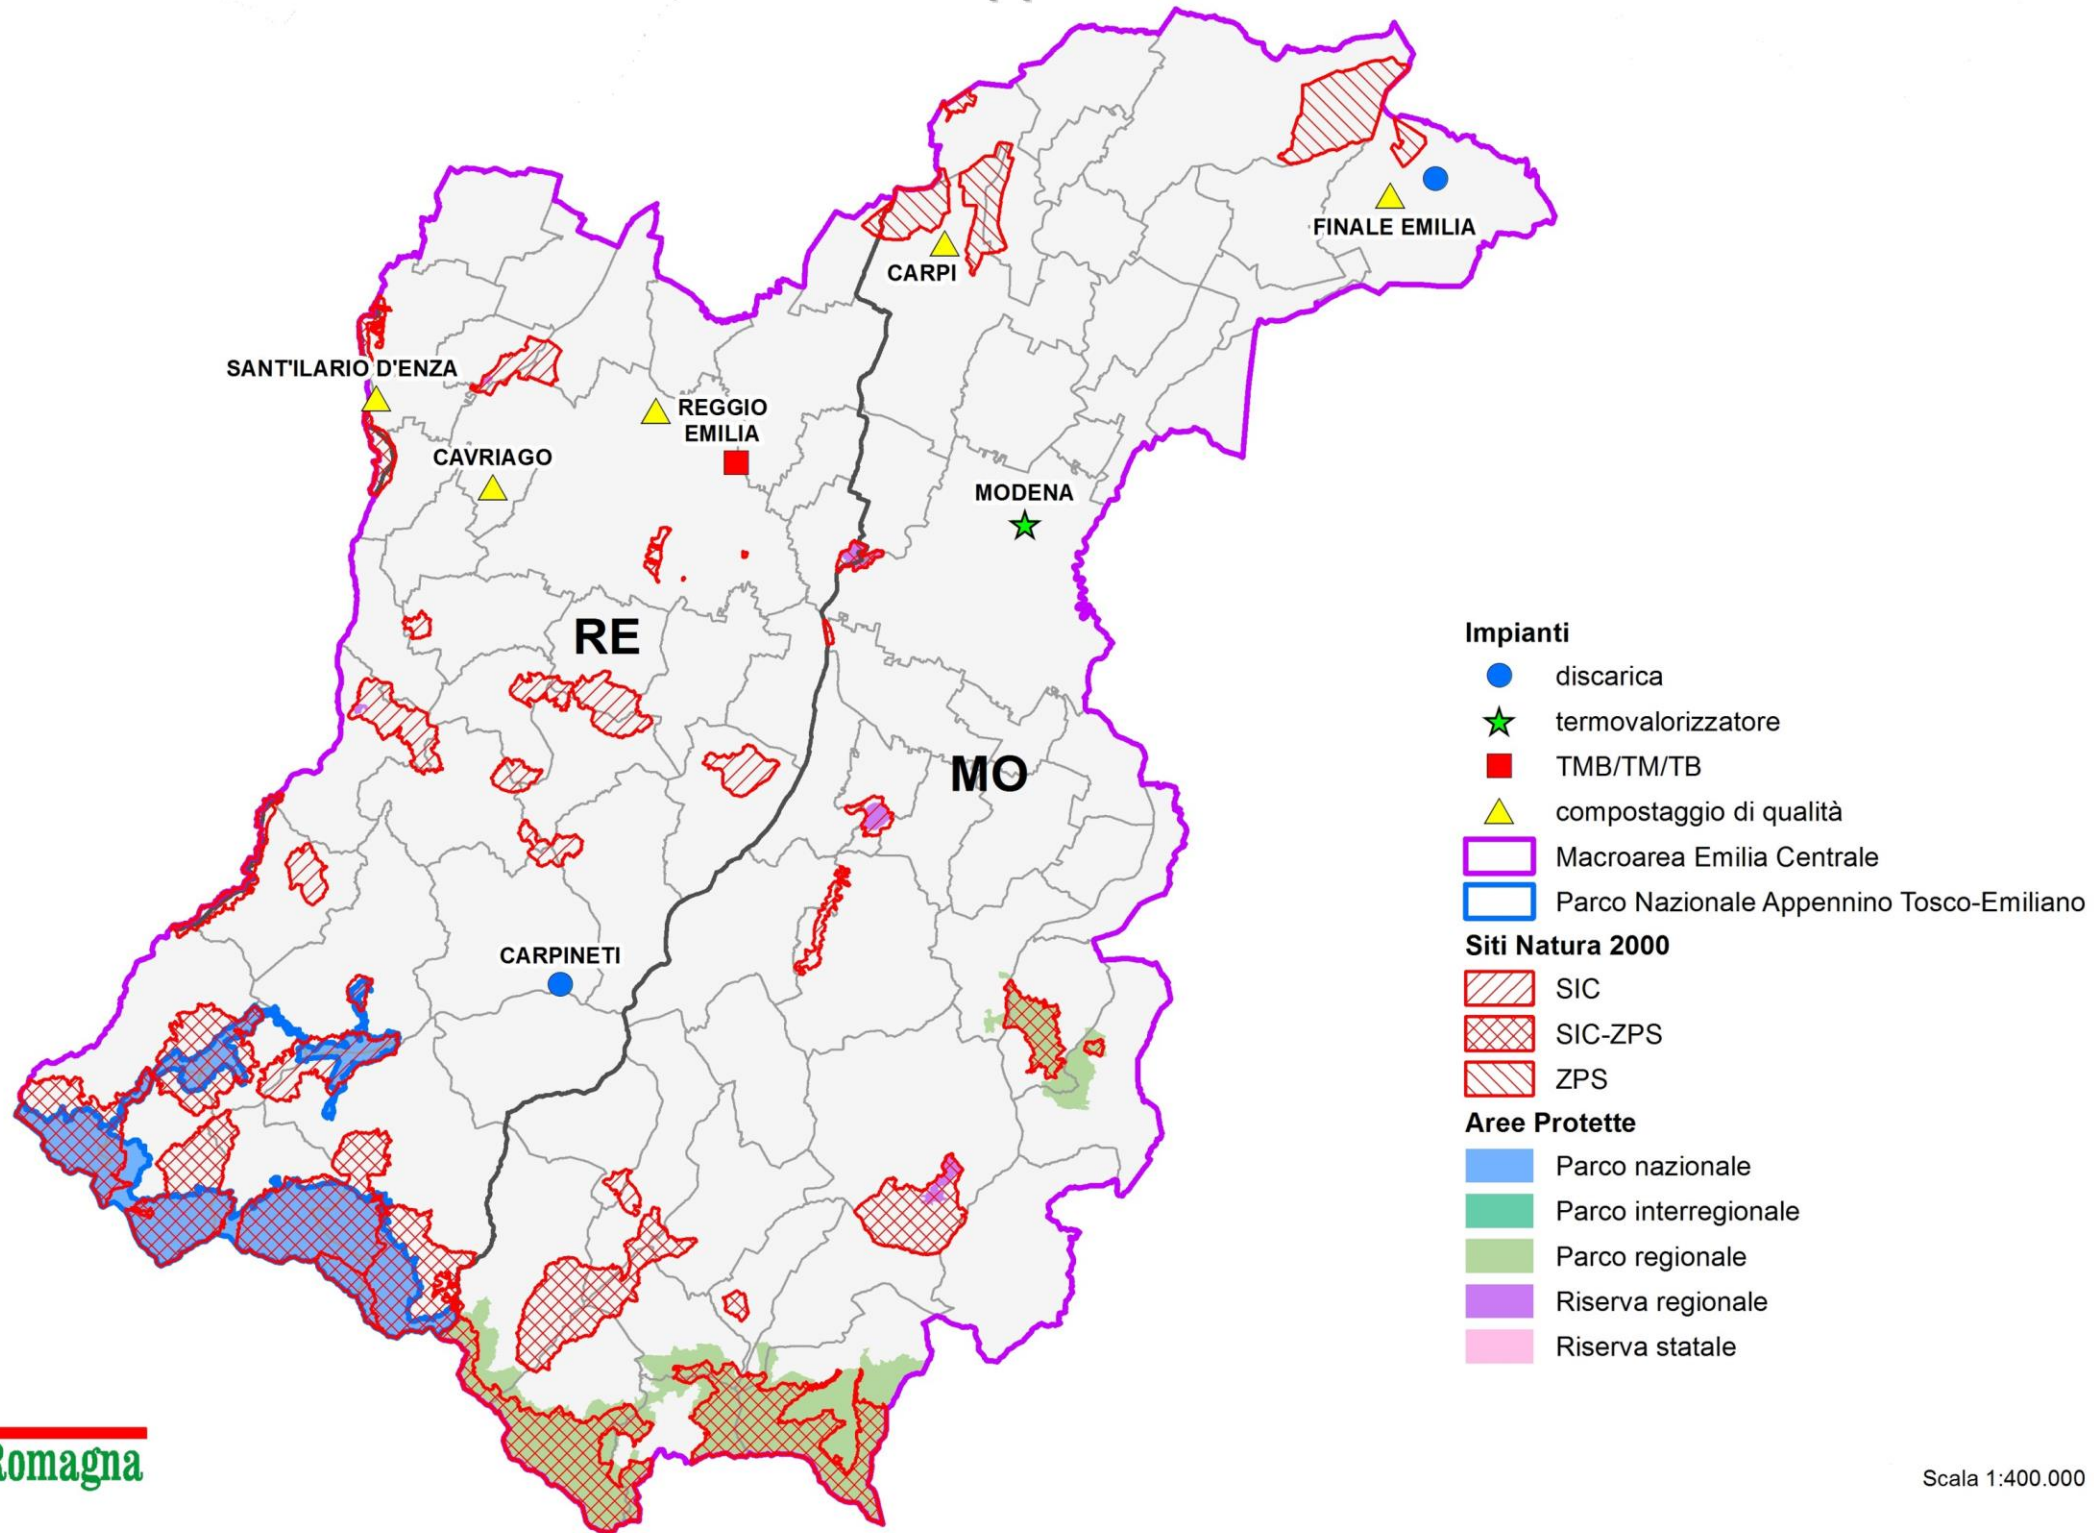 FINALE EMILIA
CARPI
SANT'ILARIO D'ENZA
REGGIO
EMILIA
CAVRIAGO
MODENA
RE
MO
CARPINETI
Impianti
discarica
termovalorizzatore
TMB/TM/TB
compostaggio di qualità
Macroarea Emilia Centrale
Parco Nazionale Appennino Tosco-Emiliano
Siti Natura 2000
SIC
SIC-ZPS
ZPS
Aree Protette
Parco nazionale
Parco interregionale
Parco regionale
Riserva regionale
Riserva statale
Romagna
Scala 1:400.000